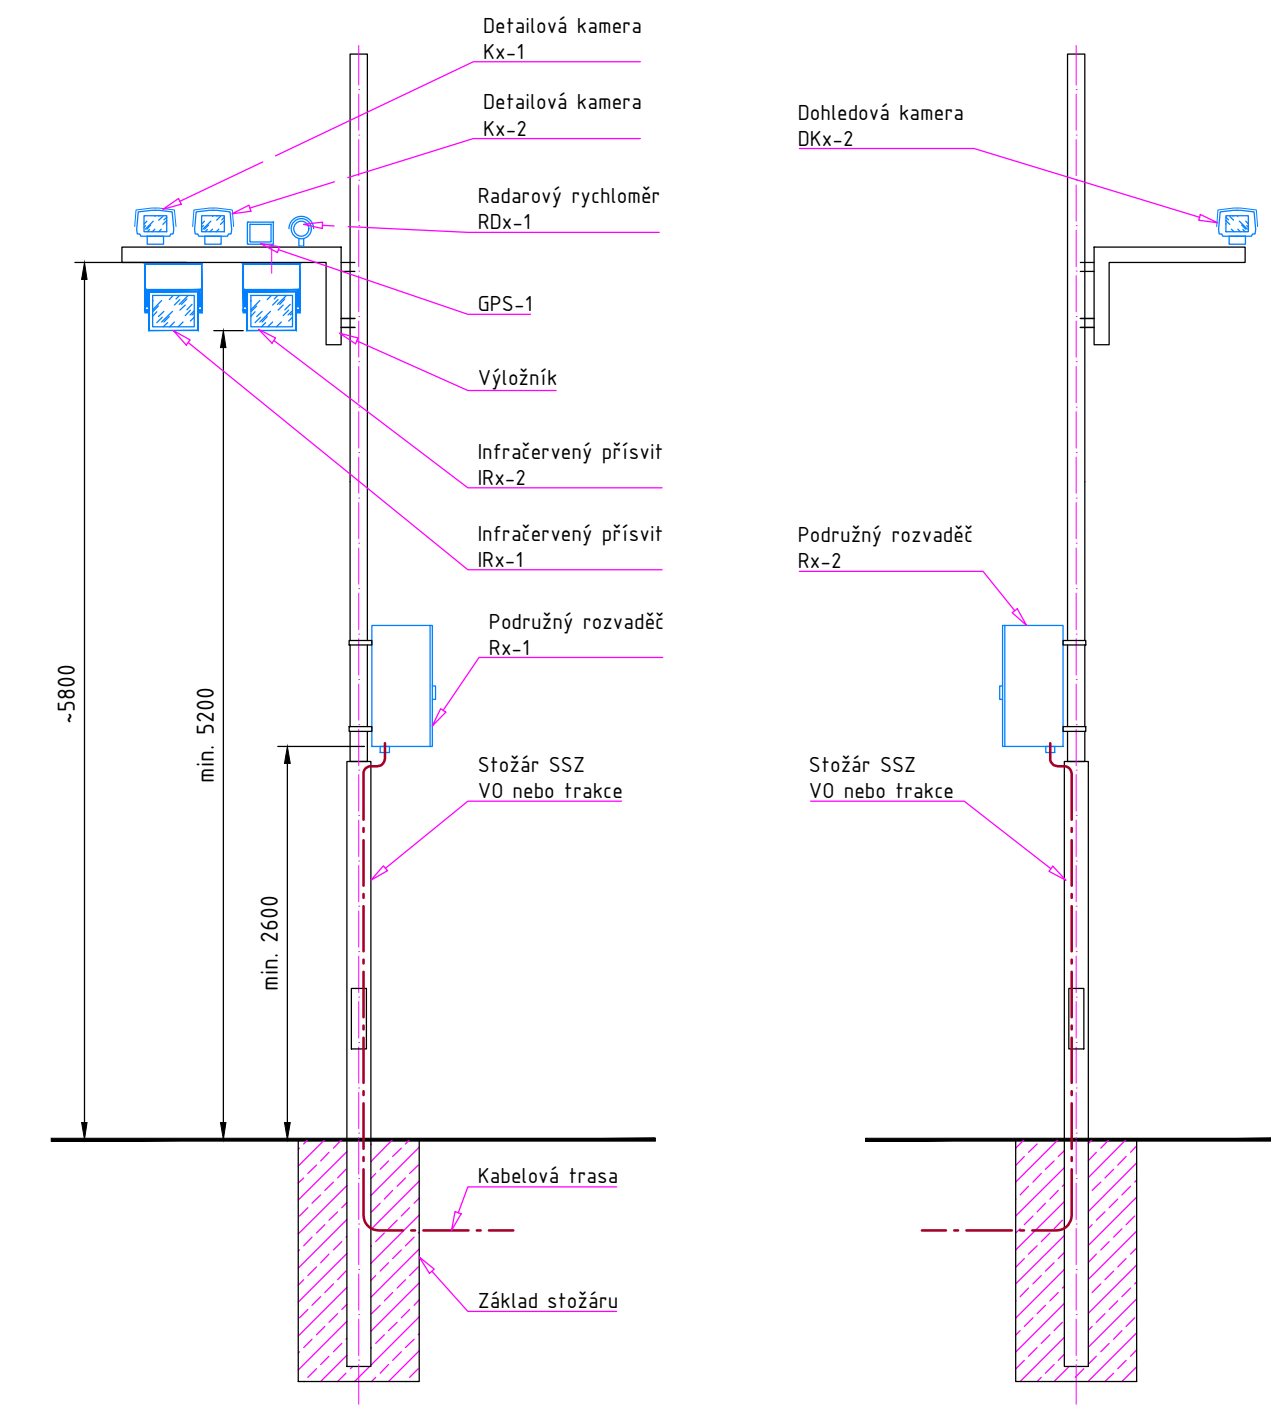 Detailová kamera
Kx-1
Detailová kamera
Kx-2
Radarový rychloměr
RDx-1
GPS-1
Výložník
Infračervený přísvit
IRx-2
Infračervený přísvit
IRx-1
Podružný rozvaděč
Rx-1
Stožár SSZ
VO nebo trakce
Kabelová trasa
Základ stožáru
~5800
min. 5200
min. 2600
Dohledová kamera
DKx-2
Podružný rozvaděč
Rx-2
Stožár SSZ
VO nebo trakce